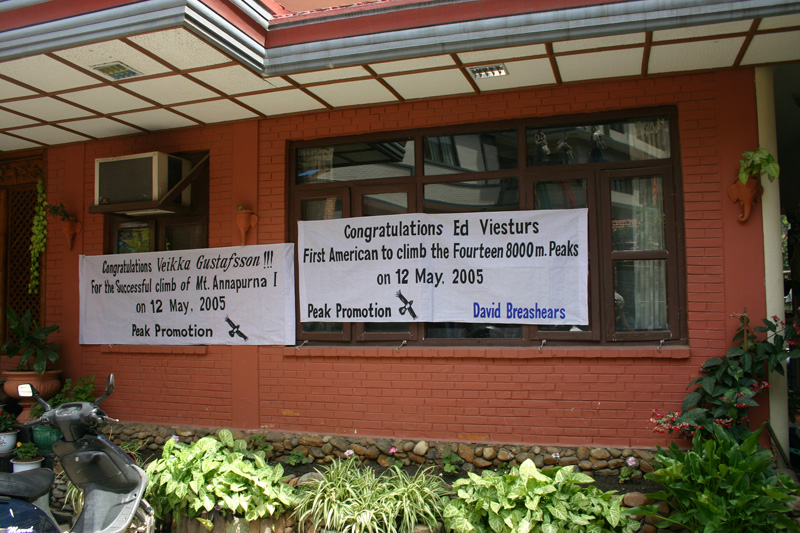 Congratulations Veikka Gustafsson !!!
For the Successful climb of Mt. Annapurna I
on 12 May, 2005
Peak Promotion
Congratulations Ed Viesturs
First American to climb the Fourteen 8000 m. Peaks
on 12 May, 2005
Peak Promotion David Breashears